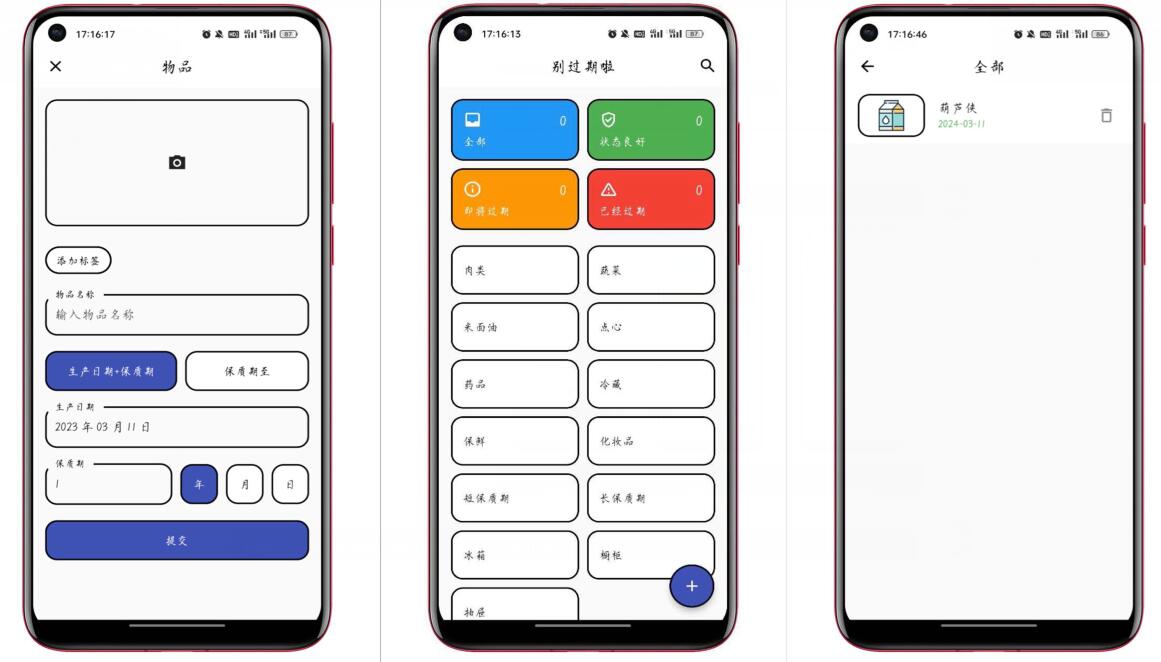 17:16:17
87
物品
添加标签
物品名称
输入物品名称
生产日期+保质期
保质期至
生产日期
2023 年 03 月 11 日
保质期
1
年
月
日
提交
17:16:13
87
别过期啦
0
全部
0
状态良好
0
即将过期
0
已经过期
肉类
蔬菜
米面油
点心
药品
冷藏
保鲜
化妆品
短保质期
长保质期
冰箱
橱柜
抽屉
17:16:46
86
全部
葫芦侠
2024-03-11